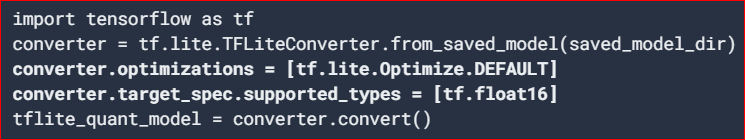 import tensorflow as tf
converter = tf.lite.TFLiteConverter.from_saved_model(saved_model_dir)
converter.optimizations = [tf.lite.Optimize.DEFAULT]
converter.target_spec.supported_types = [tf.float16]
tflite_quant_model = converter.convert()